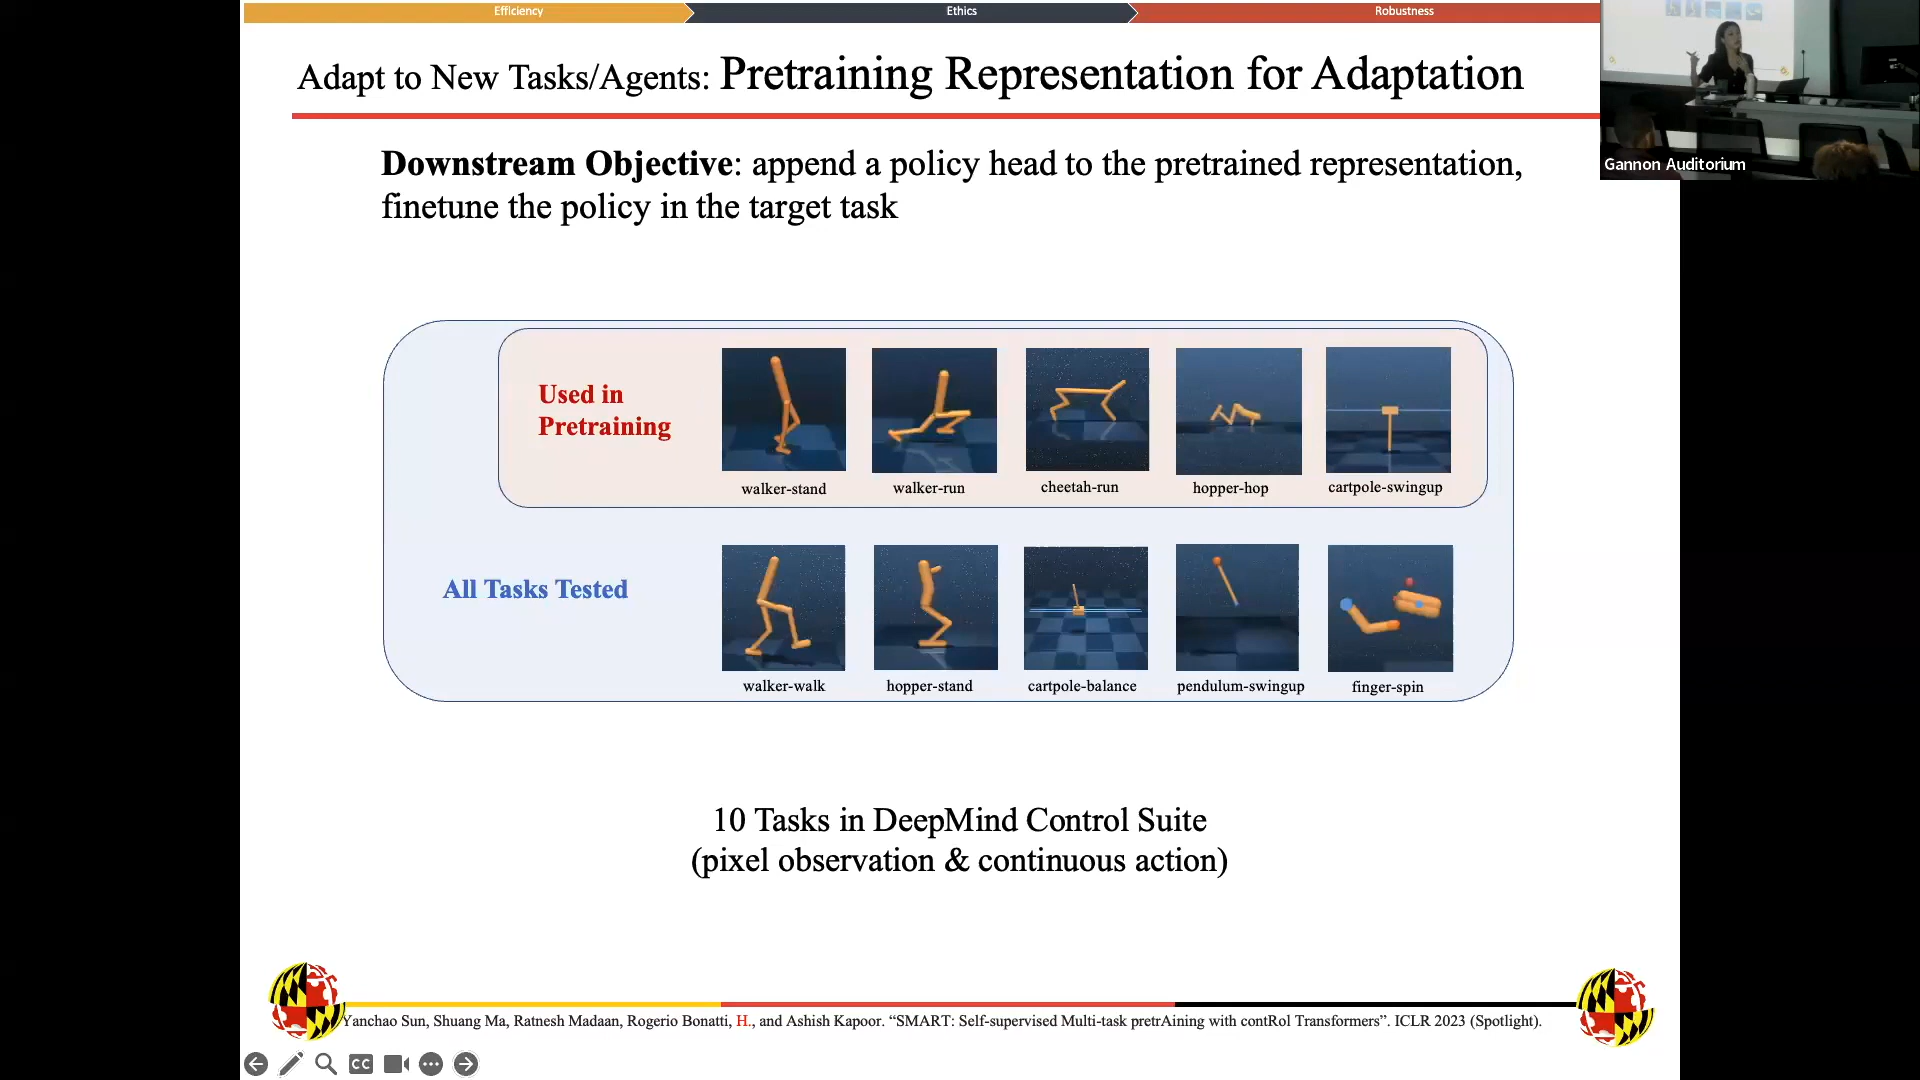 Efficiency
Ethics
Robustness
Adapt to New Tasks/Agents: Pretraining Representation for Adaptation
Gannon Auditorium
Downstream Objective: append a policy head to the pretrained representation,
finetune the policy in the target task
Used in
Pretraining
walker-stand
walker-run
cheetah-run
hopper-hop
cartpole-swingup
All Tasks Tested
walker-walk
hopper-stand
cartpole-balance
pendulum-swingup
finger-spin
10 Tasks in DeepMind Control Suite
(pixel observation & continuous action)
Yanchao Sun, Shuang Ma, Ratnesh Madaan, Rogerio Bonatti, H., and Ashish Kapoor. “SMART: Self-supervised Multi-task pretrAining with contRol Transformers”. ICLR 2023 (Spotlight).
CC